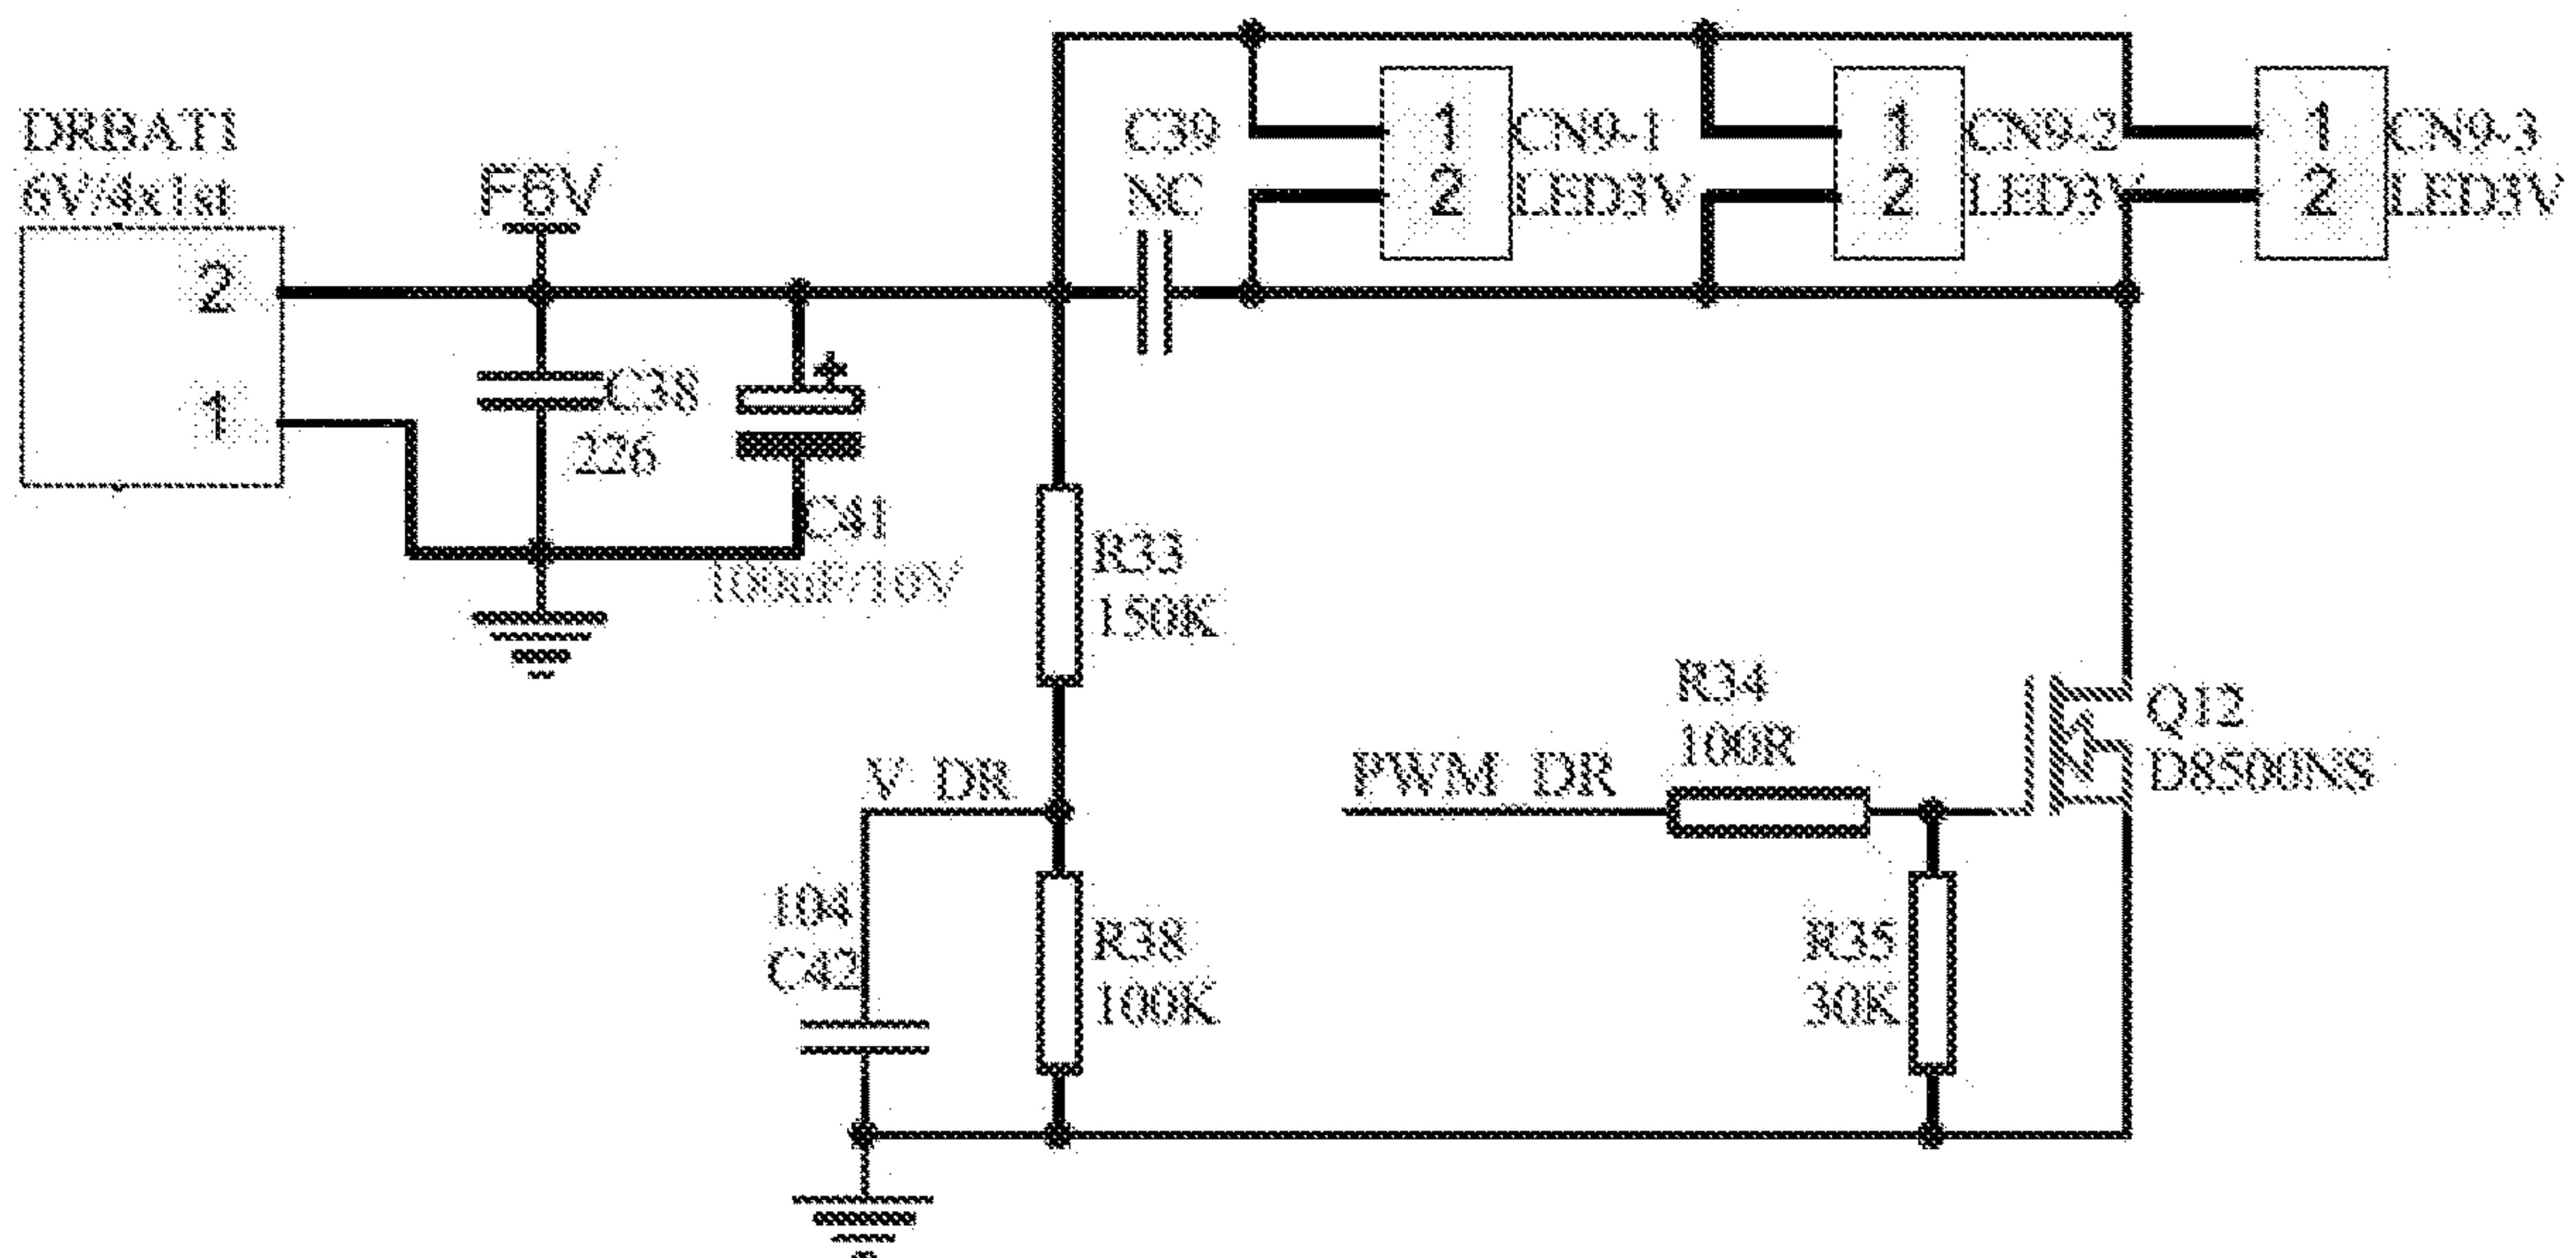 DRBAT1
6V/4x1st
2
1
F6V
C38
226
C41
C39
NC
1
2
CN9-1
LED3V
1
2
CN9-2
LED3V
1
2
CN9-3
LED3V
R33
150K
V_DR
104
C42
R38
100K
PWM_DR
R34
100R
R35
30K
Q12
D8500NS